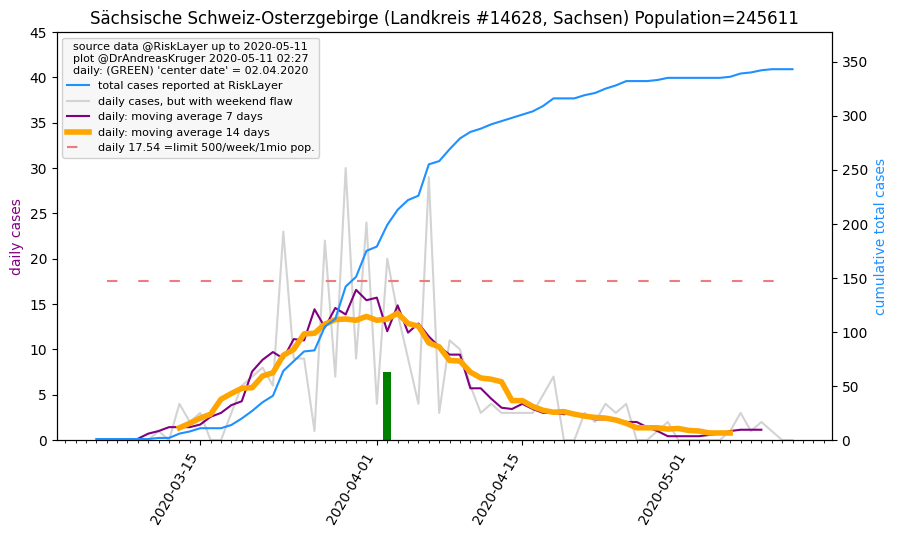 Sächsische Schweiz-Osterzgebirge (Landkreis #14628, Sachsen) Population=245611
source data @RiskLayer up to 2020-05-11
plot @DrAndreasKruger 2020-05-11 02:27
daily: (GREEN) 'center date' = 02.04.2020
total cases reported at RiskLayer
daily cases, but with weekend flaw
daily: moving average 7 days
daily: moving average 14 days
daily 17.54 =limit 500/week/1mio pop.
daily cases
45
40
35
30
25
20
15
10
5
0
350
300
250
200
150
100
50
0
cumulative total cases
2020-03-15
2020-04-01
2020-04-15
2020-05-01